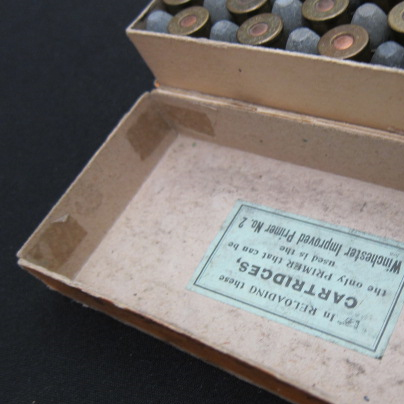 In RELOADING these
CARTRIDGES,
the only PRIMER that can be
used is the
Winchester Improved Primer No. 2